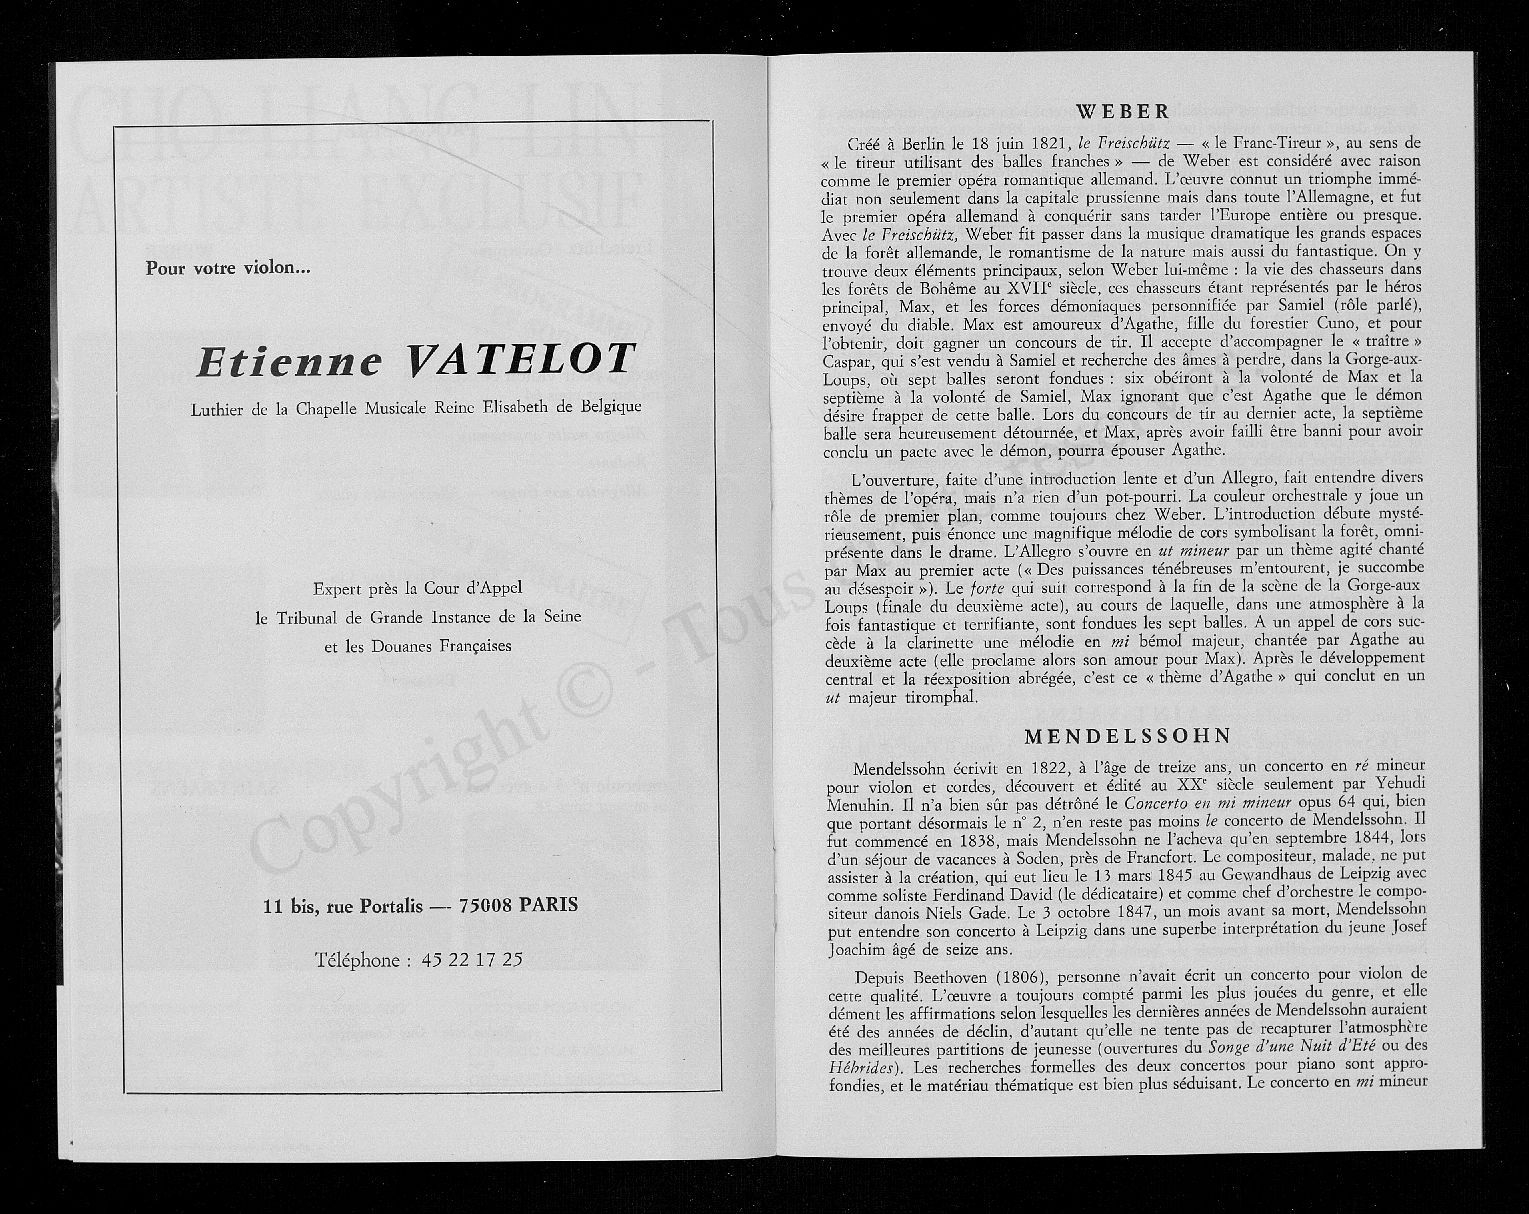 Pour votre violon...
Etienne VATELOT
Luthier de la Chapelle Musicale Reine Elisabeth de Belgique
Expert près la Cour d'Appel
le Tribunal de Grande Instance de la Seine
et les Douanes Françaises
11 bis, rue Portalis — 75008 PARIS
Téléphone : 45 22 17 25
Copyright © - Tous
WEBER
Créé à Berlin le 18 juin 1821, le Freischütz — « le Franc-Tireur », au sens de
« le tireur utilisant des balles franches » — de Weber est considéré avec raison
comme le premier opéra romantique allemand. L'œuvre connut un triomphe immé-
diat non seulement dans la capitale prussienne mais dans toute l'Allemagne, et fut
le premier opéra allemand à conquérir sans tarder l'Europe entière ou presque.
Avec le Freischütz, Weber fit passer dans la musique dramatique les grands espaces
de la forêt allemande, le romantisme de la nature mais aussi du fantastique. On y
trouve deux éléments principaux, selon Weber lui-même : la vie des chasseurs dans
les forêts de Bohême au XVIIe siècle, ces chasseurs étant représentés par le héros
principal, Max, et les forces démoniaques personnifiée par Samiel (rôle parlé),
envoyé du diable. Max est amoureux d'Agathe, fille du forestier Cuno, et pour
l'obtenir, doit gagner un concours de tir. Il accepte d'accompagner le « traître »
Caspar, qui s'est vendu à Samiel et recherche des âmes à perdre, dans la Gorge-aux-
Loups, où sept balles seront fondues : six obéiront à la volonté de Max et la
septième à la volonté de Samiel, Max ignorant que c'est Agathe que le démon
désire frapper de cette balle. Lors du concours de tir au dernier acte, la septième
balle sera heureusement détournée, et Max, après avoir failli être banni pour avoir
conclu un pacte avec le démon, pourra épouser Agathe.
L'ouverture, faite d'une introduction lente et d'un Allegro, fait entendre divers
thèmes de l'opéra, mais n'a rien d'un pot-pourri. La couleur orchestrale y joue un
rôle de premier plan, comme toujours chez Weber. L'introduction débute mysté-
rieusement, puis énonce une magnifique mélodie de cors symbolisant la forêt, omni-
présente dans le drame. L'Allegro s'ouvre en ut mineur par un thème agité chanté
par Max au premier acte (« Des puissances ténébreuses m'entourent, je succombe
au désespoir »). Le forte qui suit correspond à la fin de la scène de la Gorge-aux
Loups (finale du deuxième acte), au cours de laquelle, dans une atmosphère à la
fois fantastique et terrifiante, sont fondues les sept balles. A un appel de cors suc-
cède à la clarinette une mélodie en mi bémol majeur, chantée par Agathe au
deuxième acte (elle proclame alors son amour pour Max). Après le développement
central et la réexposition abrégée, c'est ce « thème d'Agathe » qui conclut en un
ut majeur tiromphal.
MENDELSSOHN
Mendelssohn écrivit en 1822, à l'âge de treize ans, un concerto en ré mineur
pour violon et cordes, découvert et édité au XXe siècle seulement par Yehudi
Menuhin. Il n'a bien sûr pas détrôné le Concerto en mi mineur opus 64 qui, bien
que portant désormais le n° 2, n'en reste pas moins le concerto de Mendelssohn. Il
fut commencé en 1838, mais Mendelssohn ne l'acheva qu'en septembre 1844, lors
d'un séjour de vacances à Soden, près de Francfort. Le compositeur, malade, ne put
assister à la création, qui eut lieu le 13 mars 1845 au Gewandhaus de Leipzig avec
comme soliste Ferdinand David (le dédicataire) et comme chef d'orchestre le compo-
siteur danois Niels Gade. Le 3 octobre 1847, un mois avant sa mort, Mendelssohn
put entendre son concerto à Leipzig dans une superbe interprétation du jeune Josef
Joachim âgé de seize ans.
Depuis Beethoven (1806), personne n'avait écrit un concerto pour violon de
cette qualité. L'œuvre a toujours compté parmi les plus jouées du genre, et elle
dément les affirmations selon lesquelles les dernières années de Mendelssohn auraient
été des années de déclin, d'autant qu'elle ne tente pas de recapturer l'atmosphère
des meilleures partitions de jeunesse (ouvertures du Songe d'une Nuit d'Eté ou des
Hébrides). Les recherches formelles des deux concertos pour piano sont appro-
fondies, et le matériau thématique est bien plus séduisant. Le concerto en mi mineur